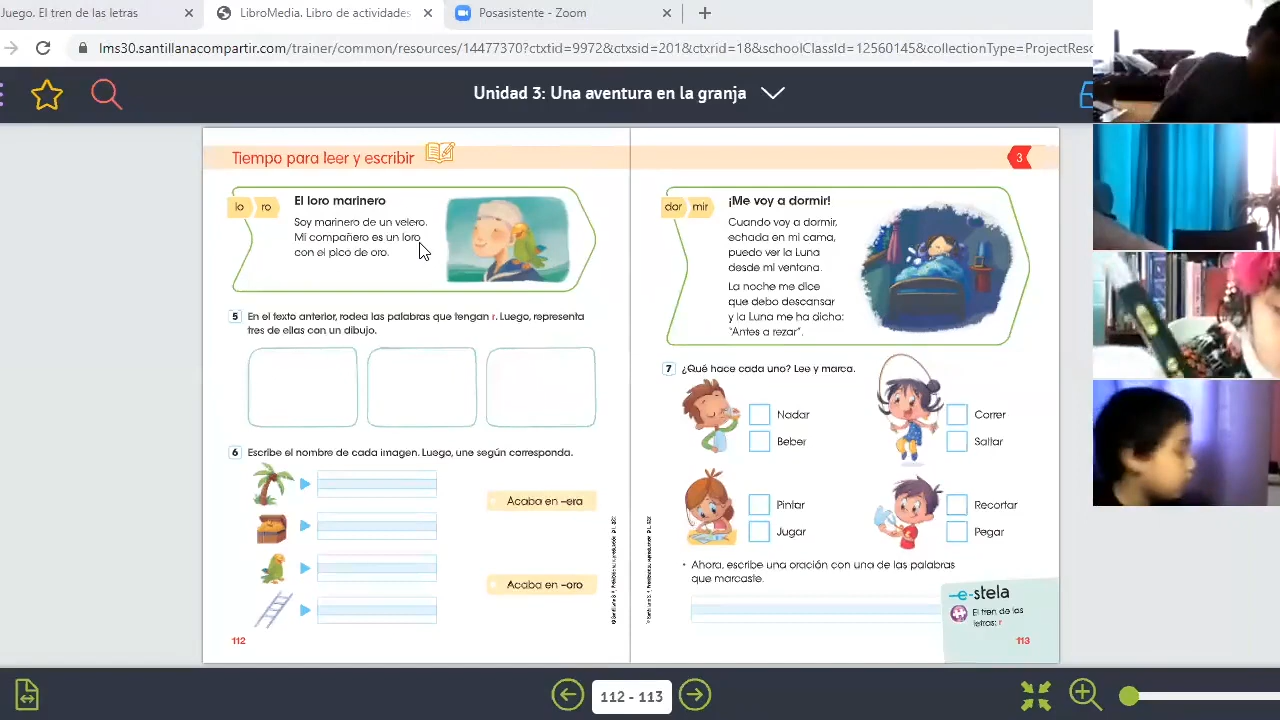 Juego. El tren de las letras
LibroMedia. Libro de actividades
Posasistente - Zoom
lms30.santillanacompartir.com/trainer/common/resources/14477370?ctxtid=9972&ctxsid=201&ctxrid=18&schoolClassId=12560145&collectionType=ProjectReso
Unidad 3: Una aventura en la granja
Tiempo para leer y escribir
lo ro
El loro marinero
Soy marinero de un velero.
Mi compañero es un loro
con el pico de oro.
5 En el texto anterior, rodea las palabras que tengan r. Luego, representa
tres de ellas con un dibujo.
6 Escribe el nombre de cada imagen. Luego, une según corresponda.
Acaba en –era
Acaba en –oro
112
3
dor mir
¡Me voy a dormir!
Cuando voy a dormir,
echada en mi cama,
puedo ver la Luna
desde mi ventana.
La noche me dice
que debo descansar
y la Luna me ha dicho:
“Antes a rezar”.
7 ¿Qué hace cada uno? Lee y marca.
Nadar
Beber
Correr
Saltar
Pintar
Jugar
Recortar
Pegar
• Ahora, escribe una oración con una de las palabras
que marcaste.
e-stela
El tren de las
letras: r
113
112 - 113